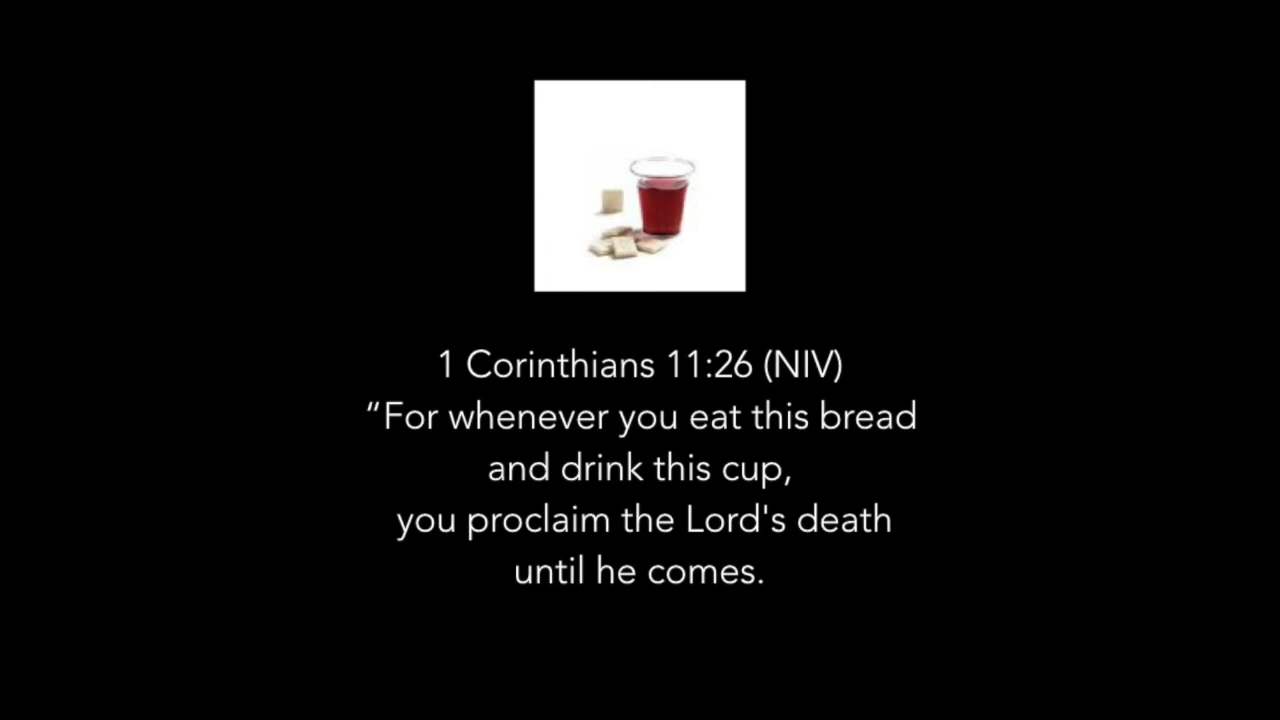 1 Corinthians 11:26 (NIV)
“For whenever you eat this bread
and drink this cup,
you proclaim the Lord's death
until he comes.